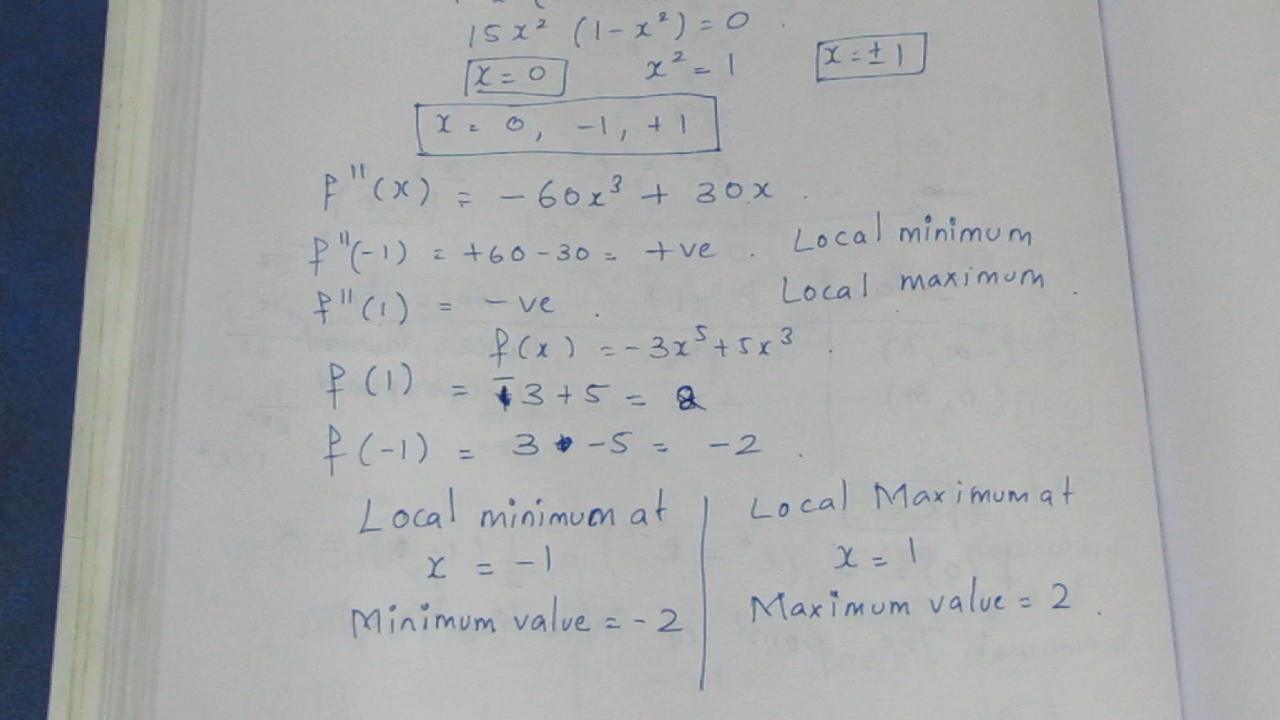 15x² (1-x²) = 0
x = 0 x² = 1 x = ±1
x = 0, -1, +1
f''(x) = -60x³ + 30x
f''(-1) = +60-30 = +ve. Local minimum
f''(1) = -ve. Local maximum.
f(x) = -3x⁵+5x³.
f(1) = -3+5 = 2
f(-1) = 3 -5 = -2.
Local minimum at
x = -1
Minimum value = -2
Local Maximum at
x = 1
Maximum value = 2.